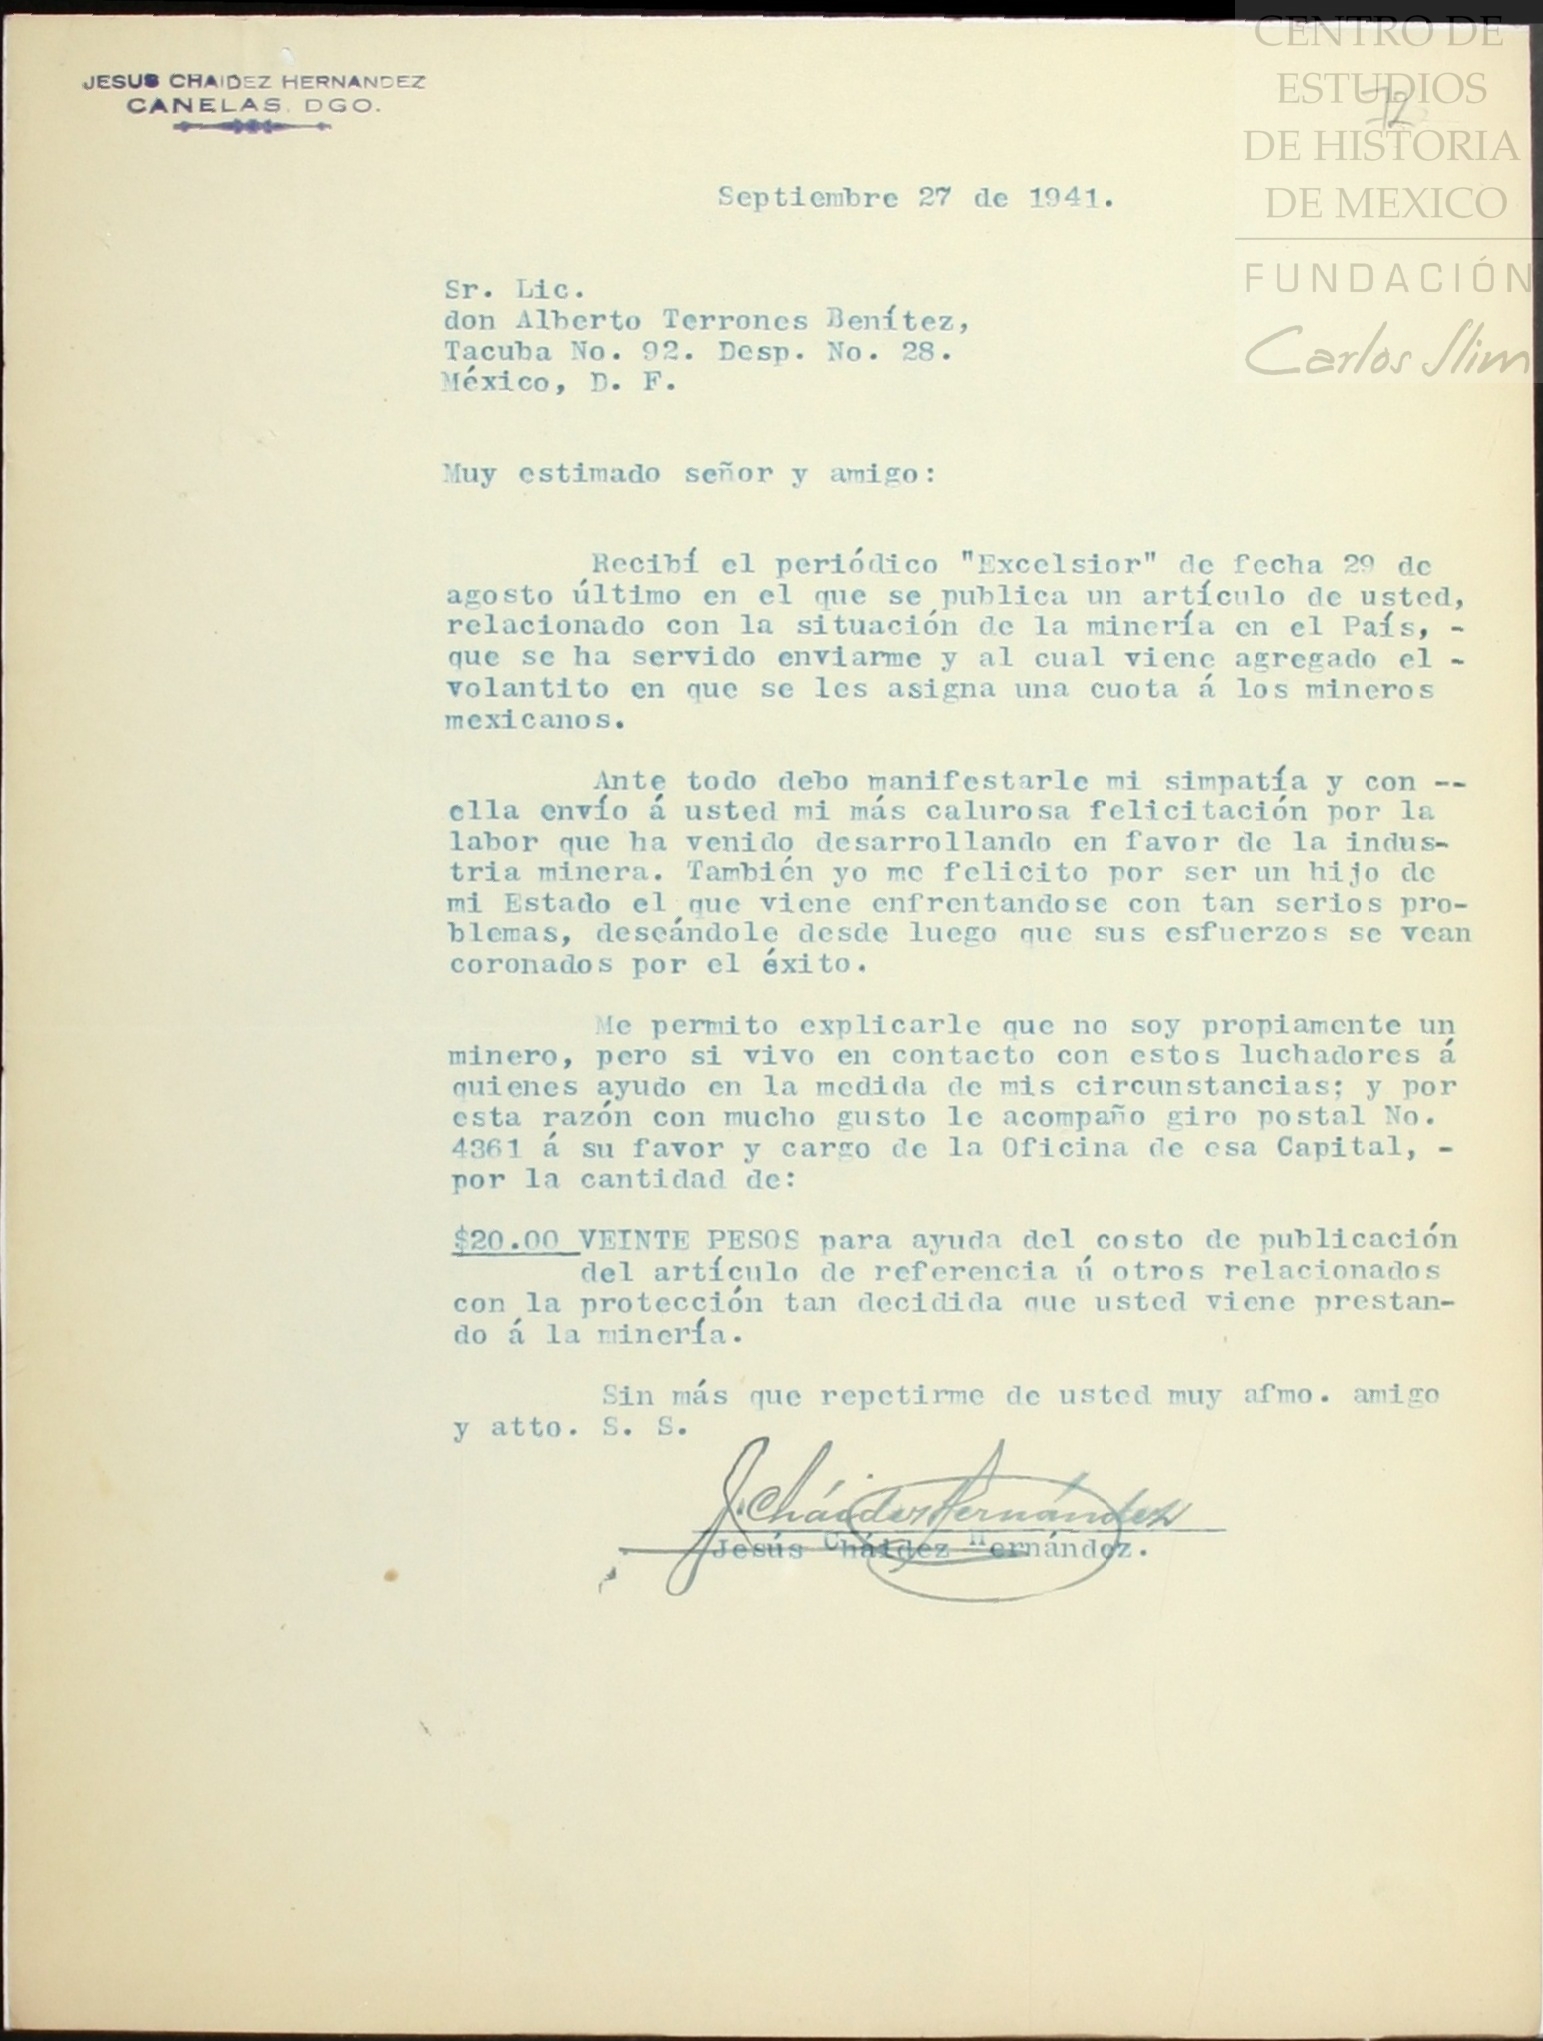 JESUS CHAIDEZ HERNANDEZ
CANELAS. DGO.
CENTRO DE
ESTUDIOS
DE HISTORIA
DE MEXICO
FUNDACIÓN
Carlos Slim
72
Septiembre 27 de 1941.
Sr. Lic.
don Alberto Terrones Benítez,
Tacuba No. 92. Desp. No. 28.
México, D. F.
Muy estimado señor y amigo:
Recibí el periódico "Excelsior" de fecha 29 de
agosto último en el que se publica un artículo de usted,
relacionado con la situación de la minería en el País, -
que se ha servido enviarme y al cual viene agregado el -
volantito en que se les asigna una cuota á los mineros
mexicanos.
Ante todo debo manifestarle mi simpatía y con --
ella envío á usted mi más calurosa felicitación por la
labor que ha venido desarrollando en favor de la indus-
tria minera. También yo me felicito por ser un hijo de
mi Estado el que viene enfrentandose con tan serios pro-
blemas, deseándole desde luego que sus esfuerzos se vean
coronados por el éxito.
Me permito explicarle que no soy propiamente un
minero, pero si vivo en contacto con estos luchadores á
quienes ayudo en la medida de mis circunstancias; y por
esta razón con mucho gusto le acompaño giro postal No.
4361 á su favor y cargo de la Oficina de esa Capital, -
por la cantidad de:
$20.00 VEINTE PESOS para ayuda del costo de publicación
del artículo de referencia ú otros relacionados
con la protección tan decidida que usted viene prestan-
do á la minería.
Sin más que repetirme de usted muy afmo. amigo
y atto. S. S.
J. Cháidez Hernández
Jesús Cháidez Hernández.